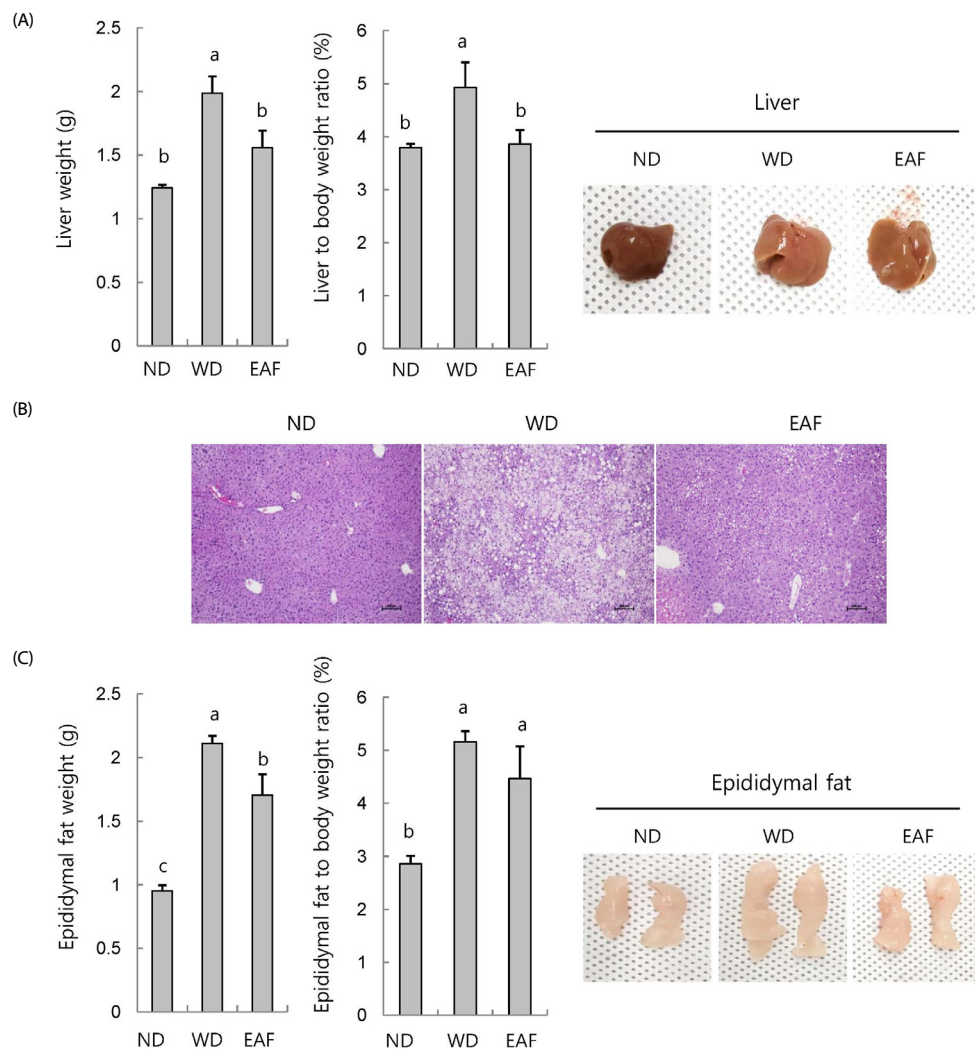 (A)
Liver weight (g)
2.5
2
1.5
1
0.5
0
b
a
b
ND WD EAF
Liver to body weight ratio (%)
6
5
4
3
2
1
0
b
a
b
ND WD EAF
Liver
ND WD EAF
(B)
ND WD EAF
(C)
Epididymal fat weight (g)
2.5
2
1.5
1
0.5
0
c
a
b
ND WD EAF
Epididymal fat to body weight ratio (%)
6
5
4
3
2
1
0
b
a
a
ND WD EAF
Epididymal fat
ND WD EAF